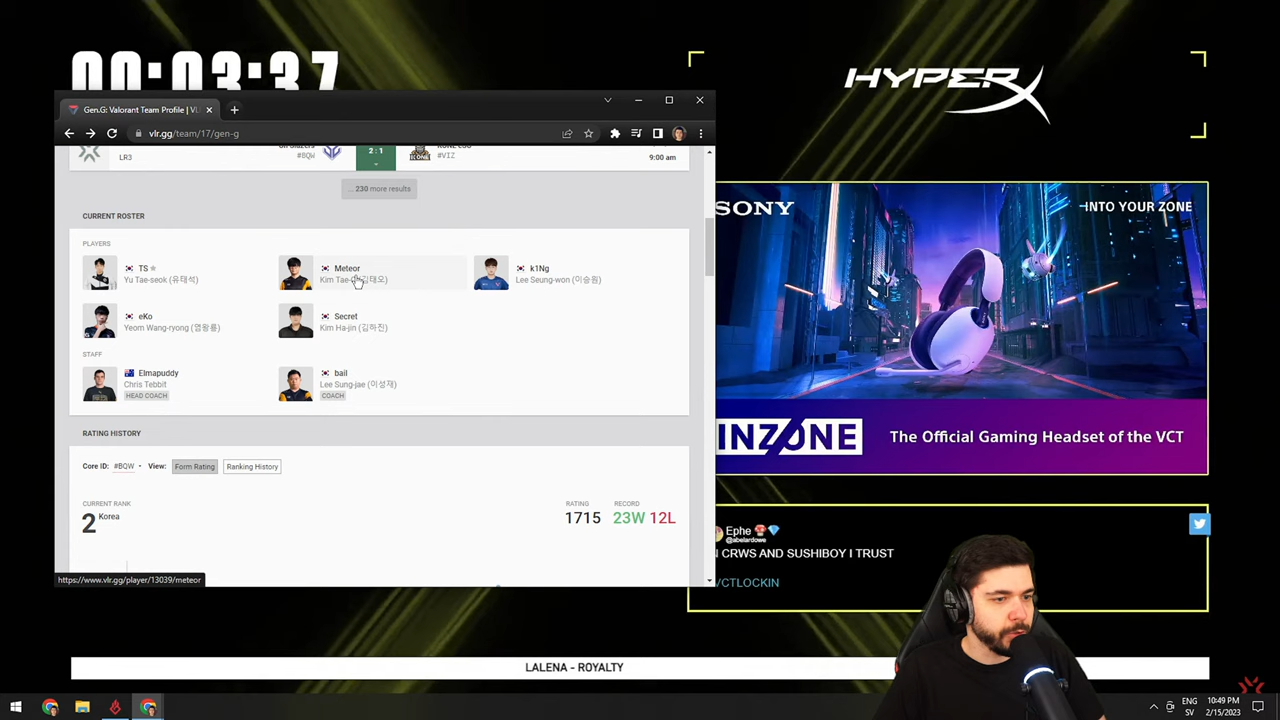 00:03:37
HYPERX
Gen.G: Valorant Team Profile | VL
vlr.gg/team/17/gen-g
#BQW
2 : 1
#VIZ
LR3
9:00 am
... 230 more results
CURRENT ROSTER
PLAYERS
TS
Yu Tae-seok (유태석)
Meteor
Kim Tae-
김태오)
k1Ng
Lee Seung-won (이승원)
eKo
Yeom Wang-ryong (염왕룡)
Secret
Kim Ha-jin (김하진)
STAFF
Elmapuddy
Chris Tebbit
HEAD COACH
bail
Lee Sung-jae (이성재)
COACH
RATING HISTORY
Core ID: #BQW View: Form Rating Ranking History
CURRENT RANK
2 Korea
RATING
1715
RECORD
23W 12L
https://www.vlr.gg/player/13039/meteor
SONY
INTO YOUR ZONE
INZONE
The Official Gaming Headset of the VCT
Ephe
@abelardowe
CRWS AND SUSHIBOY I TRUST
/CTLOCKIN
LALENA - ROYALTY
ENG
SV
10:49 PM
2/15/2023